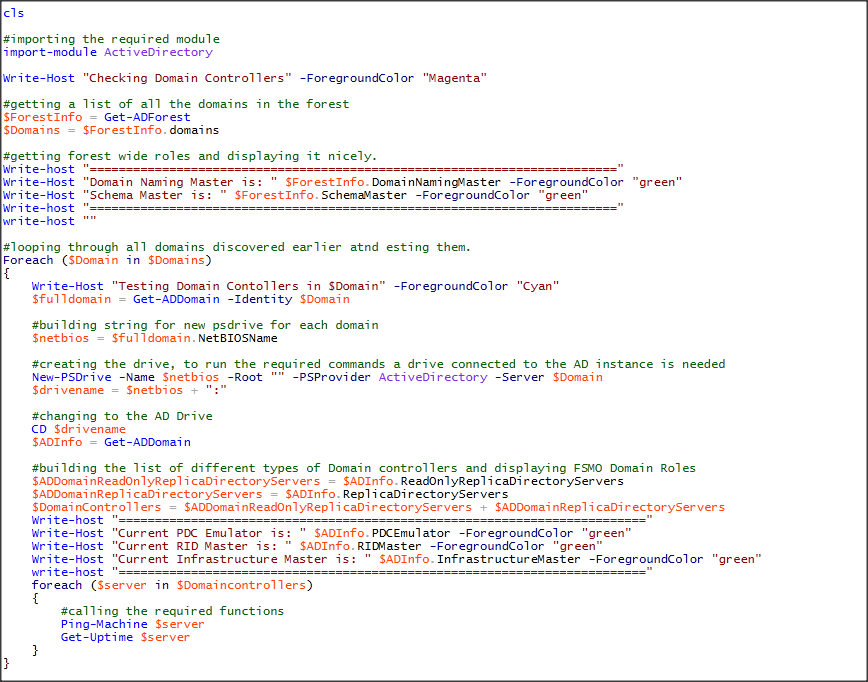 cls

#importing the required module
import-module ActiveDirectory

Write-Host "Checking Domain Controllers" -ForegroundColor "Magenta"

#getting a list of all the domains in the forest
$ForestInfo = Get-ADForest
$Domains = $ForestInfo.domains

#getting forest wide roles and displaying it nicely.
Write-host "========================================================================="
Write-Host "Domain Naming Master is: " $ForestInfo.DomainNamingMaster -ForegroundColor "green"
Write-Host "Schema Master is: " $ForestInfo.SchemaMaster -ForegroundColor "green"
Write-host "========================================================================="
write-host ""

#looping through all domains discovered earlier atnd esting them.
Foreach ($Domain in $Domains)
{
    Write-Host "Testing Domain Contollers in $Domain" -ForegroundColor "Cyan"
    $fulldomain = Get-ADDomain -Identity $Domain

    #building string for new psdrive for each domain
    $netbios = $fulldomain.NetBIOSName

    #creating the drive, to run the required commands a drive connected to the AD instance is needed
    New-PSDrive -Name $netbios -Root "" -PSProvider ActiveDirectory -Server $Domain
    $drivename = $netbios + ":"

    #changing to the AD Drive
    CD $drivename
    $ADInfo = Get-ADDomain

    #building the list of different types of Domain controllers and displaying FSMO Domain Roles
    $ADDomainReadOnlyReplicaDirectoryServers = $ADInfo.ReadOnlyReplicaDirectoryServers
    $ADDomainReplicaDirectoryServers = $ADInfo.ReplicaDirectoryServers
    $DomainControllers = $ADDomainReadOnlyReplicaDirectoryServers + $ADDomainReplicaDirectoryServers
    Write-host "========================================================================="
    Write-Host "Current PDC Emulator is: " $ADInfo.PDCEmulator -ForegroundColor "green"
    Write-Host "Current RID Master is: " $ADInfo.RIDMaster -ForegroundColor "green"
    Write-Host "Current Infrastructure Master is: " $ADInfo.InfrastructureMaster -ForegroundColor "green"
    write-host "========================================================================="
    foreach ($server in $Domaincontrollers)
    {
        #calling the required functions
        Ping-Machine $server
        Get-Uptime $server
    }
}